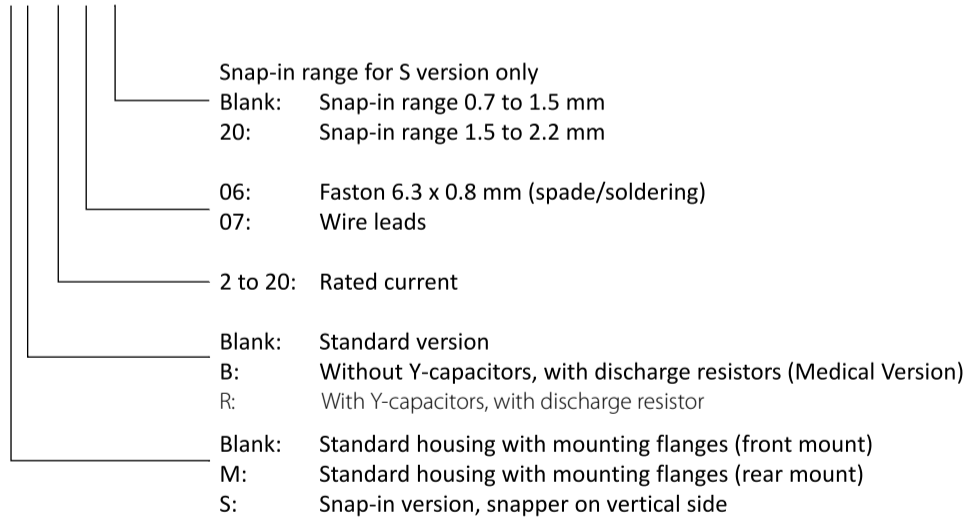 Snap-in range for S version only
Blank: Snap-in range 0.7 to 1.5 mm
20: Snap-in range 1.5 to 2.2 mm
06: Faston 6.3 x 0.8 mm (spade/soldering)
07: Wire leads
2 to 20: Rated current
Blank: Standard version
B: Without Y-capacitors, with discharge resistors (Medical Version)
R: With Y-capacitors, with discharge resistor
Blank: Standard housing with mounting flanges (front mount)
M: Standard housing with mounting flanges (rear mount)
S: Snap-in version, snapper on vertical side